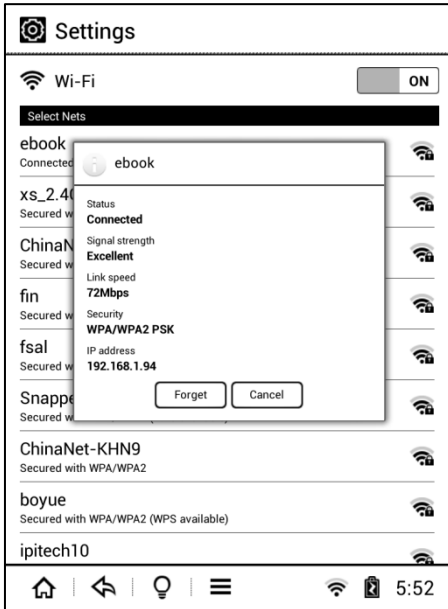 Settings
Wi-Fi
ON
Select Nets
ebook
Connected
ebook
Status
Connected
Signal strength
Excellent
Link speed
72Mbps
Security
WPA/WPA2 PSK
IP address
192.168.1.94
Forget
Cancel
xs_2.4
Secured
ChinaN
Secured
fin
Secured
fsal
Secured
Snappe
Secured
ChinaNet-KHN9
Secured with WPA/WPA2
boyue
Secured with WPA/WPA2 (WPS available)
ipitech10
5:52